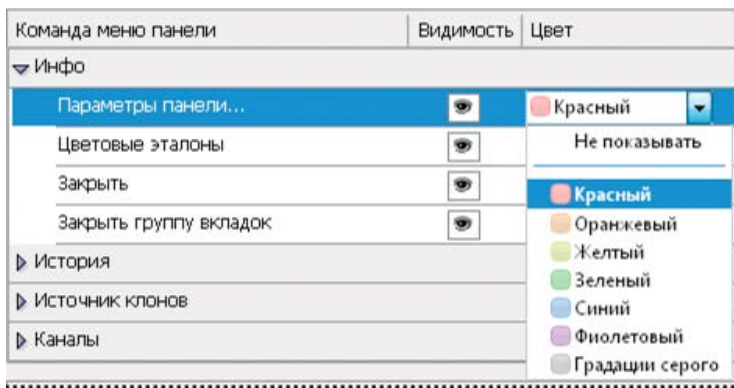 Команда меню панели Видимость Цвет
Инфо
Параметры панели... Красный
Цветовые эталоны
Закрыть
Закрыть группу вкладок
История
Источник клонов
Каналы
Не показывать
Красный
Оранжевый
Желтый
Зеленый
Синий
Фиолетовый
Градации серого